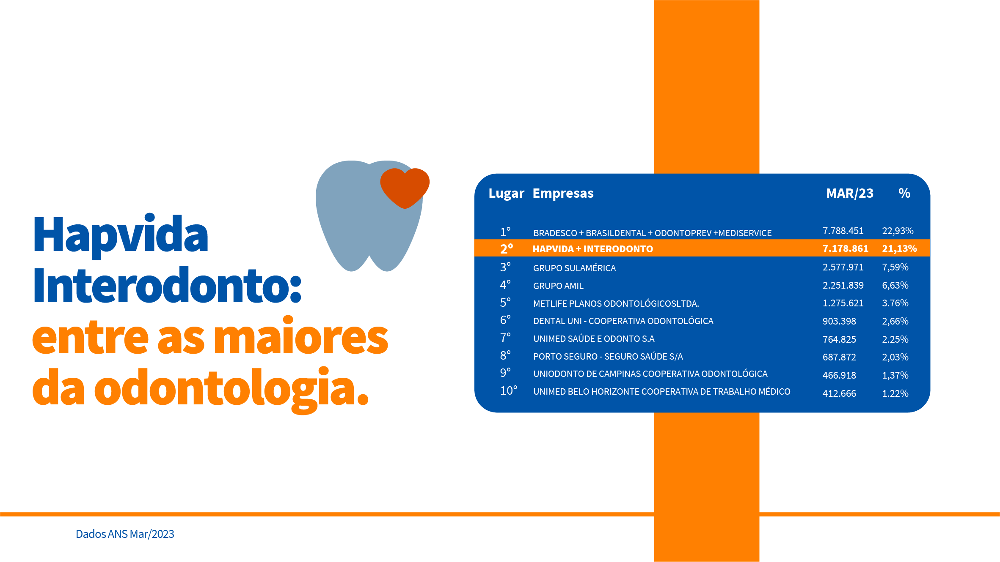 Hapvida
Interodonto:
entre as maiores
da odontologia.
Lugar Empresas MAR/23 %
1° BRADESCO + BRASILDENTAL + ODONTOPREV +MEDISERVICE 7.788.451 22,93%
2º HAPVIDA + INTERODONTO 7.178.861 21,13%
3° GRUPO SULAMÉRICA 2.577.971 7,59%
4° GRUPO AMIL 2.251.839 6,63%
5° METLIFE PLANOS ODONTOLÓGICOSLTDA. 1.275.621 3.76%
6° DENTAL UNI - COOPERATIVA ODONTOLÓGICA 903.398 2,66%
7° UNIMED SAÚDE E ODONTO S.A 764.825 2.25%
8° PORTO SEGURO - SEGURO SAÚDE S/A 687.872 2,03%
9° UNIODONTO DE CAMPINAS COOPERATIVA ODONTOLÓGICA 466.918 1,37%
10° UNIMED BELO HORIZONTE COOPERATIVA DE TRABALHO MÉDICO 412.666 1.22%
Dados ANS Mar/2023